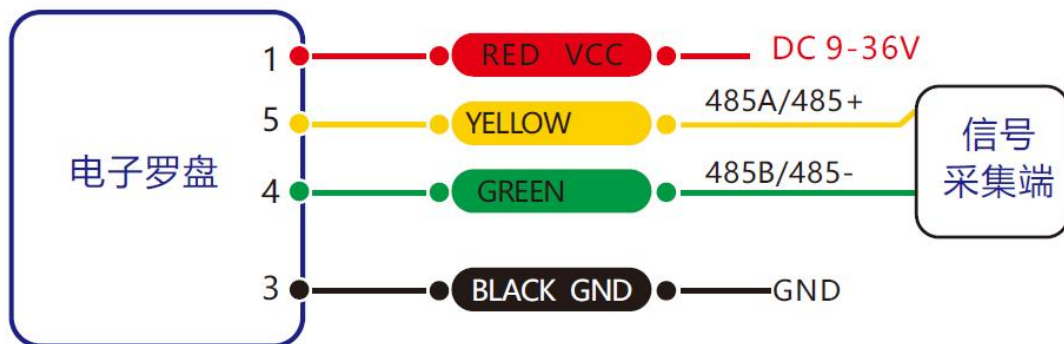 电子罗盘
1
RED VCC
DC 9-36V
5
YELLOW
485A/485+
4
GREEN
485B/485-
信号
采集端
3
BLACK GND
GND